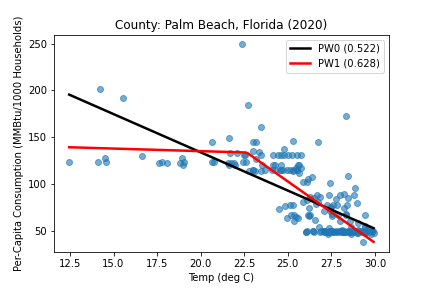 County: Palm Beach, Florida (2020)
PW0 (0.522)
PW1 (0.628)
Per-Capita Consumption (MMBtu/1000 Households)
250
200
150
100
50
12.5 15.0 17.5 20.0 22.5 25.0 27.5 30.0
Temp (deg C)